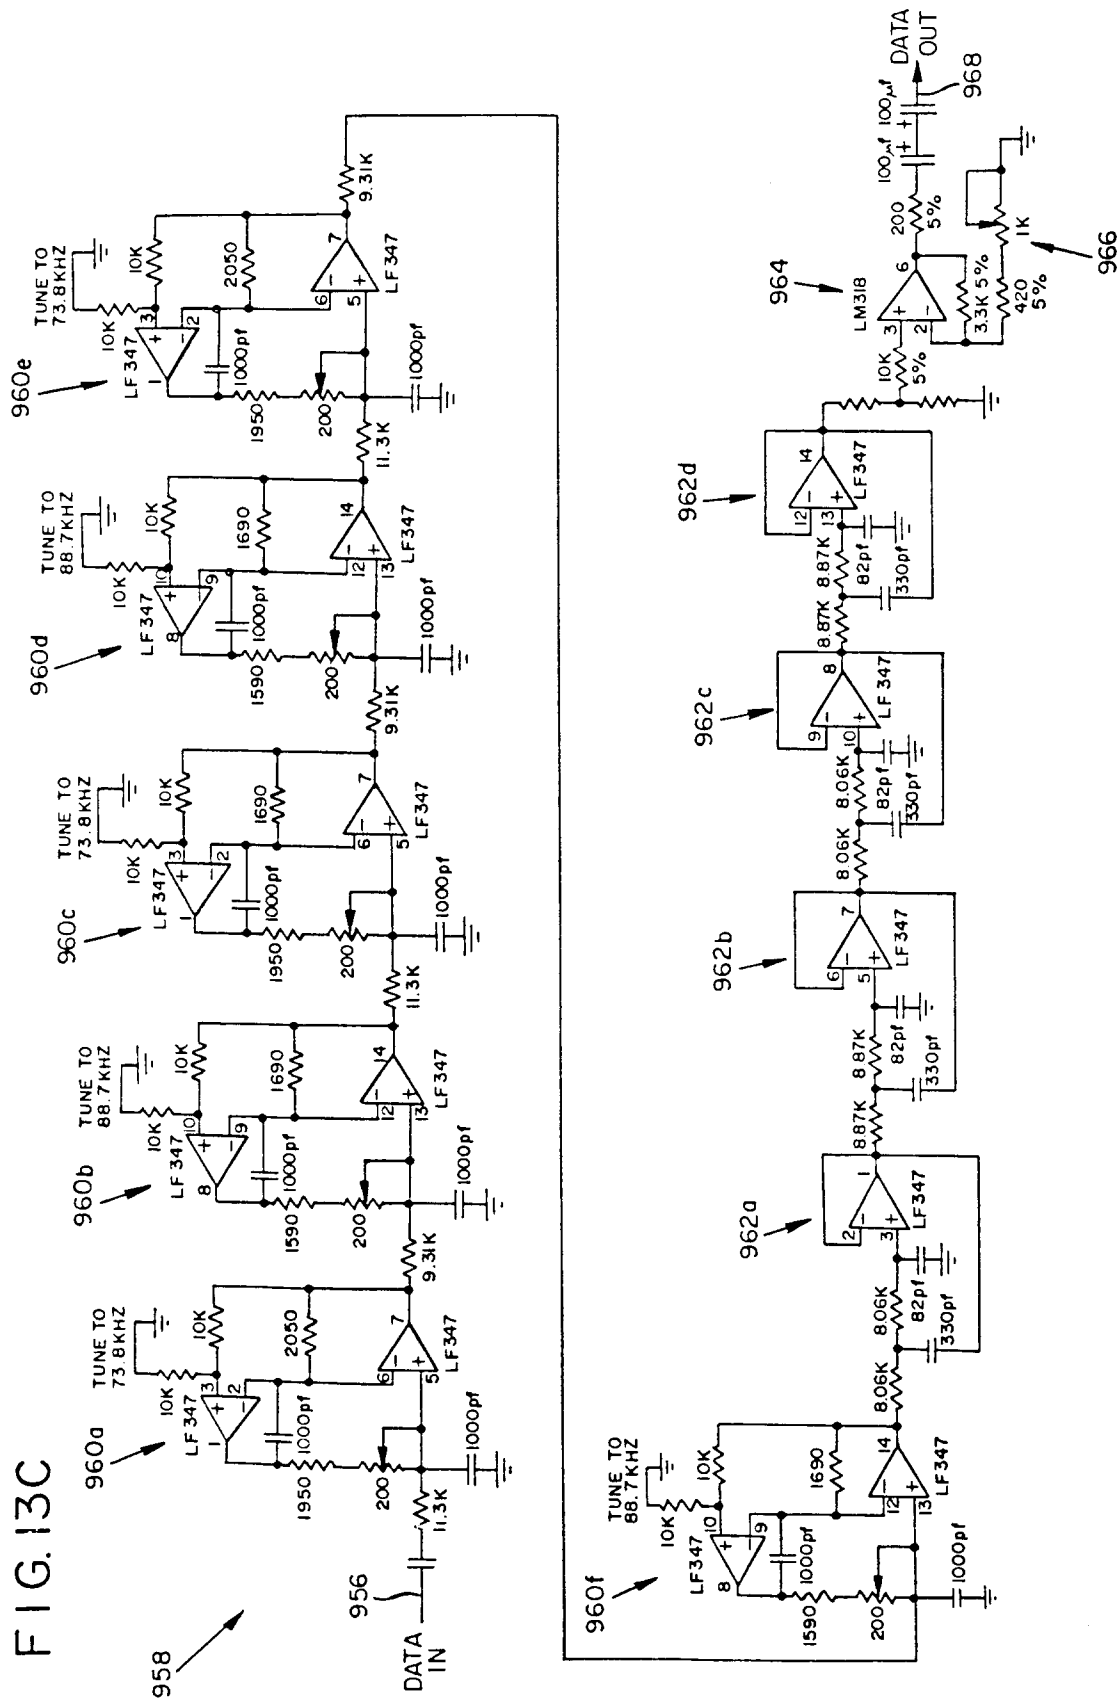 FIG. 13C
958
DATA
IN
956
960a
TUNE TO
73.8KHZ
10K
10K
3
2
1
LF347
1000pf
2050
1950
200
11.3K
1000pf
6
5
7
LF347
9.31K
960b
TUNE TO
88.7KHZ
10K
10K
10
9
8
LF347
1000pf
1690
1590
200
1000pf
12
13
14
LF347
11.3K
960c
TUNE TO
73.8KHZ
10K
10K
3
2
1
LF347
1000pf
1690
1950
200
1000pf
6
5
7
LF347
9.31K
960d
TUNE TO
88.7KHZ
10K
10K
10
9
8
LF347
1000pf
1690
1590
200
1000pf
12
13
14
LF347
11.3K
960e
TUNE TO
73.8KHZ
10K
10K
3
2
1
LF347
1000pf
2050
1950
200
1000pf
6
5
7
LF347
9.31K
960f
TUNE TO
88.7KHZ
10K
10K
10
9
8
LF347
1000pf
1690
1590
200
1000pf
12
13
14
LF347
8.06K
8.06K
82pf
330pf
962a
2
3
1
LF347
8.87K
8.87K
82pf
330pf
962b
6
5
7
LF347
8.06K
8.06K
82pf
330pf
962c
9
10
8
LF347
8.87K
8.87K
82pf
330pf
962d
12
13
14
LF347
10K
5%
964
LM318
3
2
6
3.3K 5%
420
5%
1K
966
200
5%
100μf
+
+
100μf
968
DATA
OUT